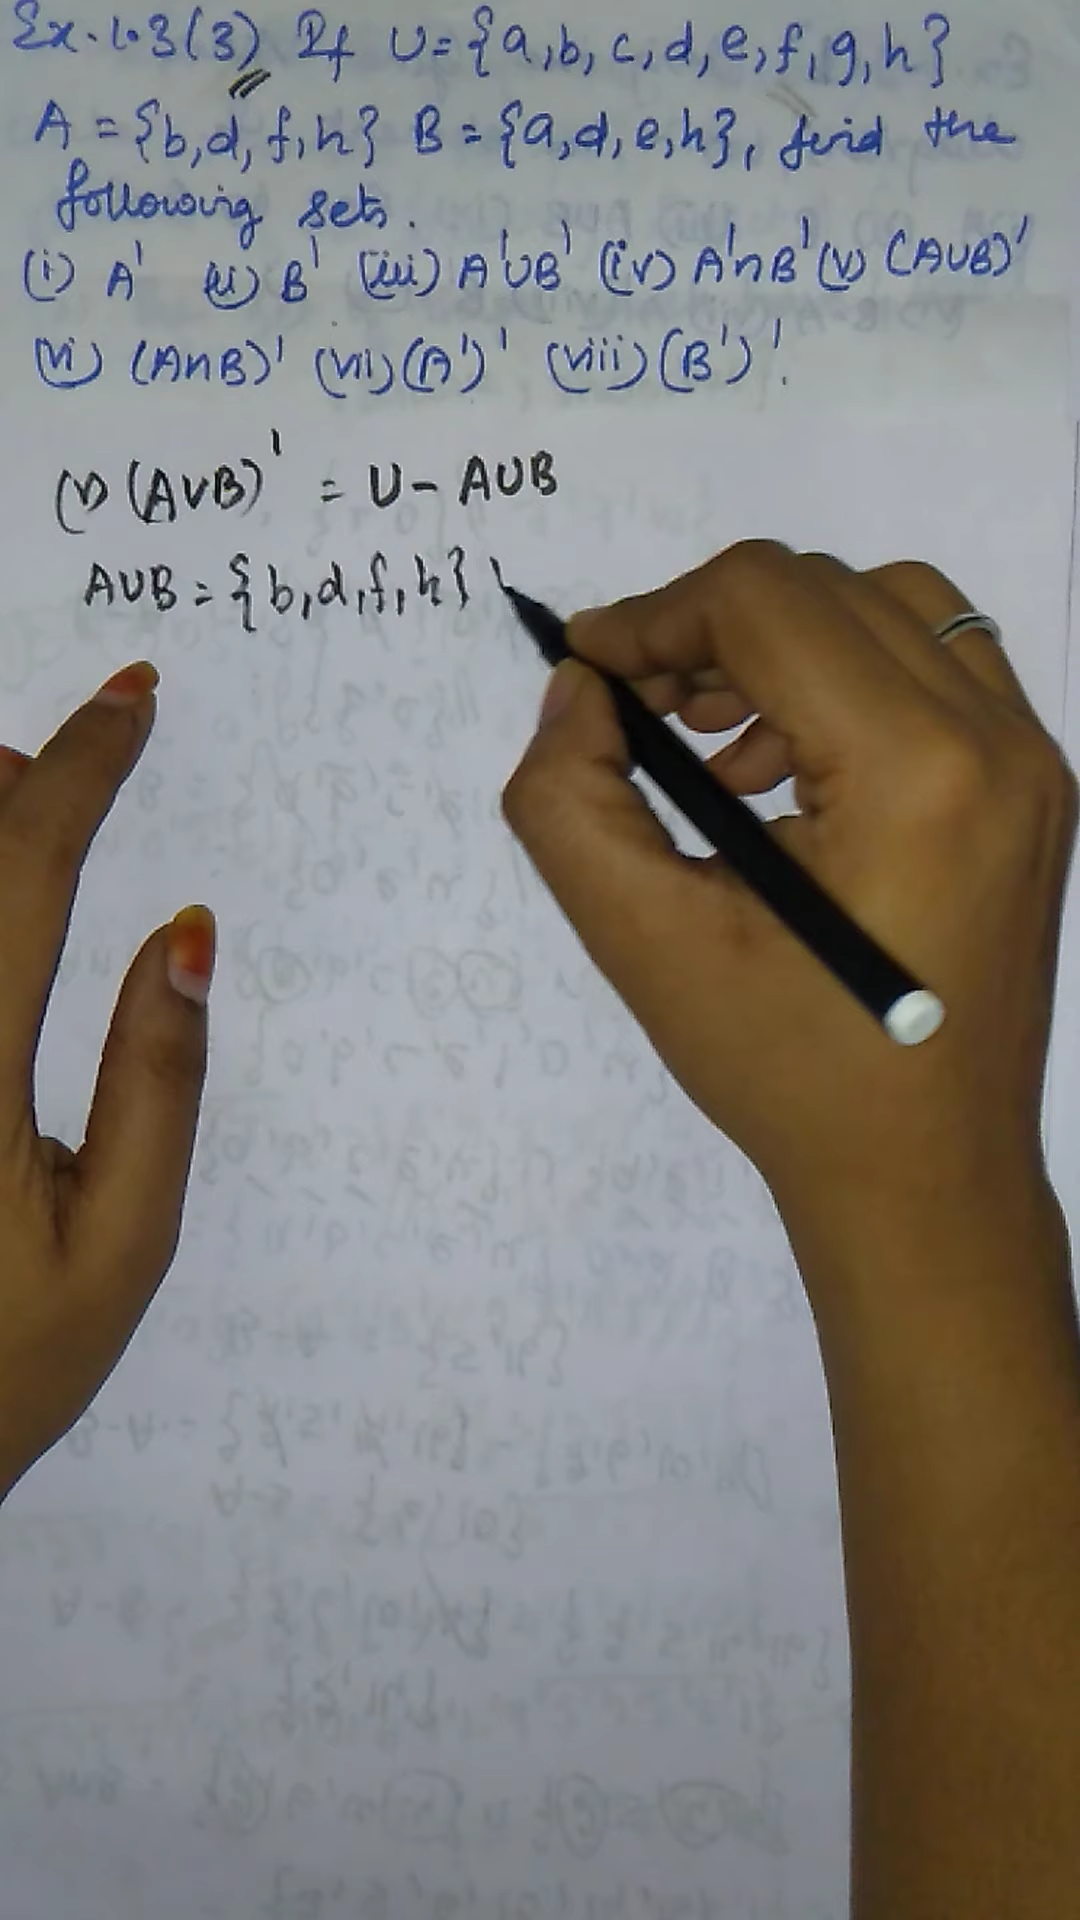 Ex. 1.3(3) If U={a,b,c,d,e,f,g,h}
A={b,d,f,h} B={a,d,e,h}, find the
following sets.
(i) A' (ii) B' (iii) A'∪B' (iv) A'∩B' (v) (A∪B)'
(vi) (A∩B)' (vii) (A')' (viii) (B')'.
(v) (A∪B)' = U - A∪B
A∪B = {b,d,f,h}